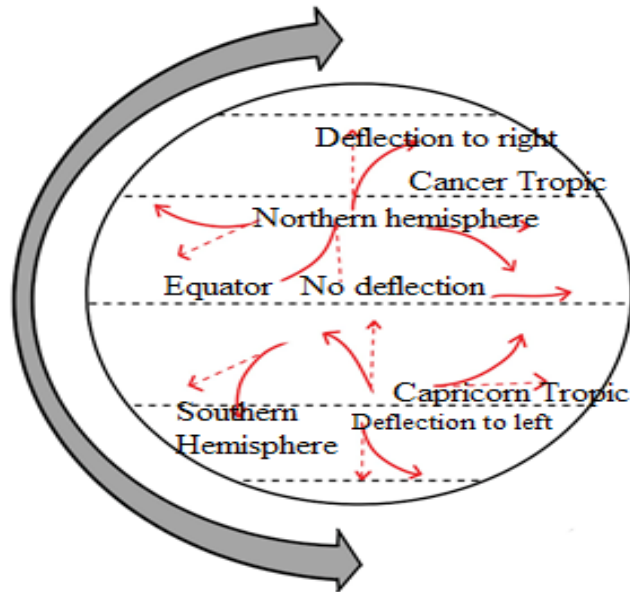 Deflection to right
Cancer Tropic
Northern hemisphere
Equator
No deflection
Capricorn Tropic
Southern
Hemisphere
Deflection to left